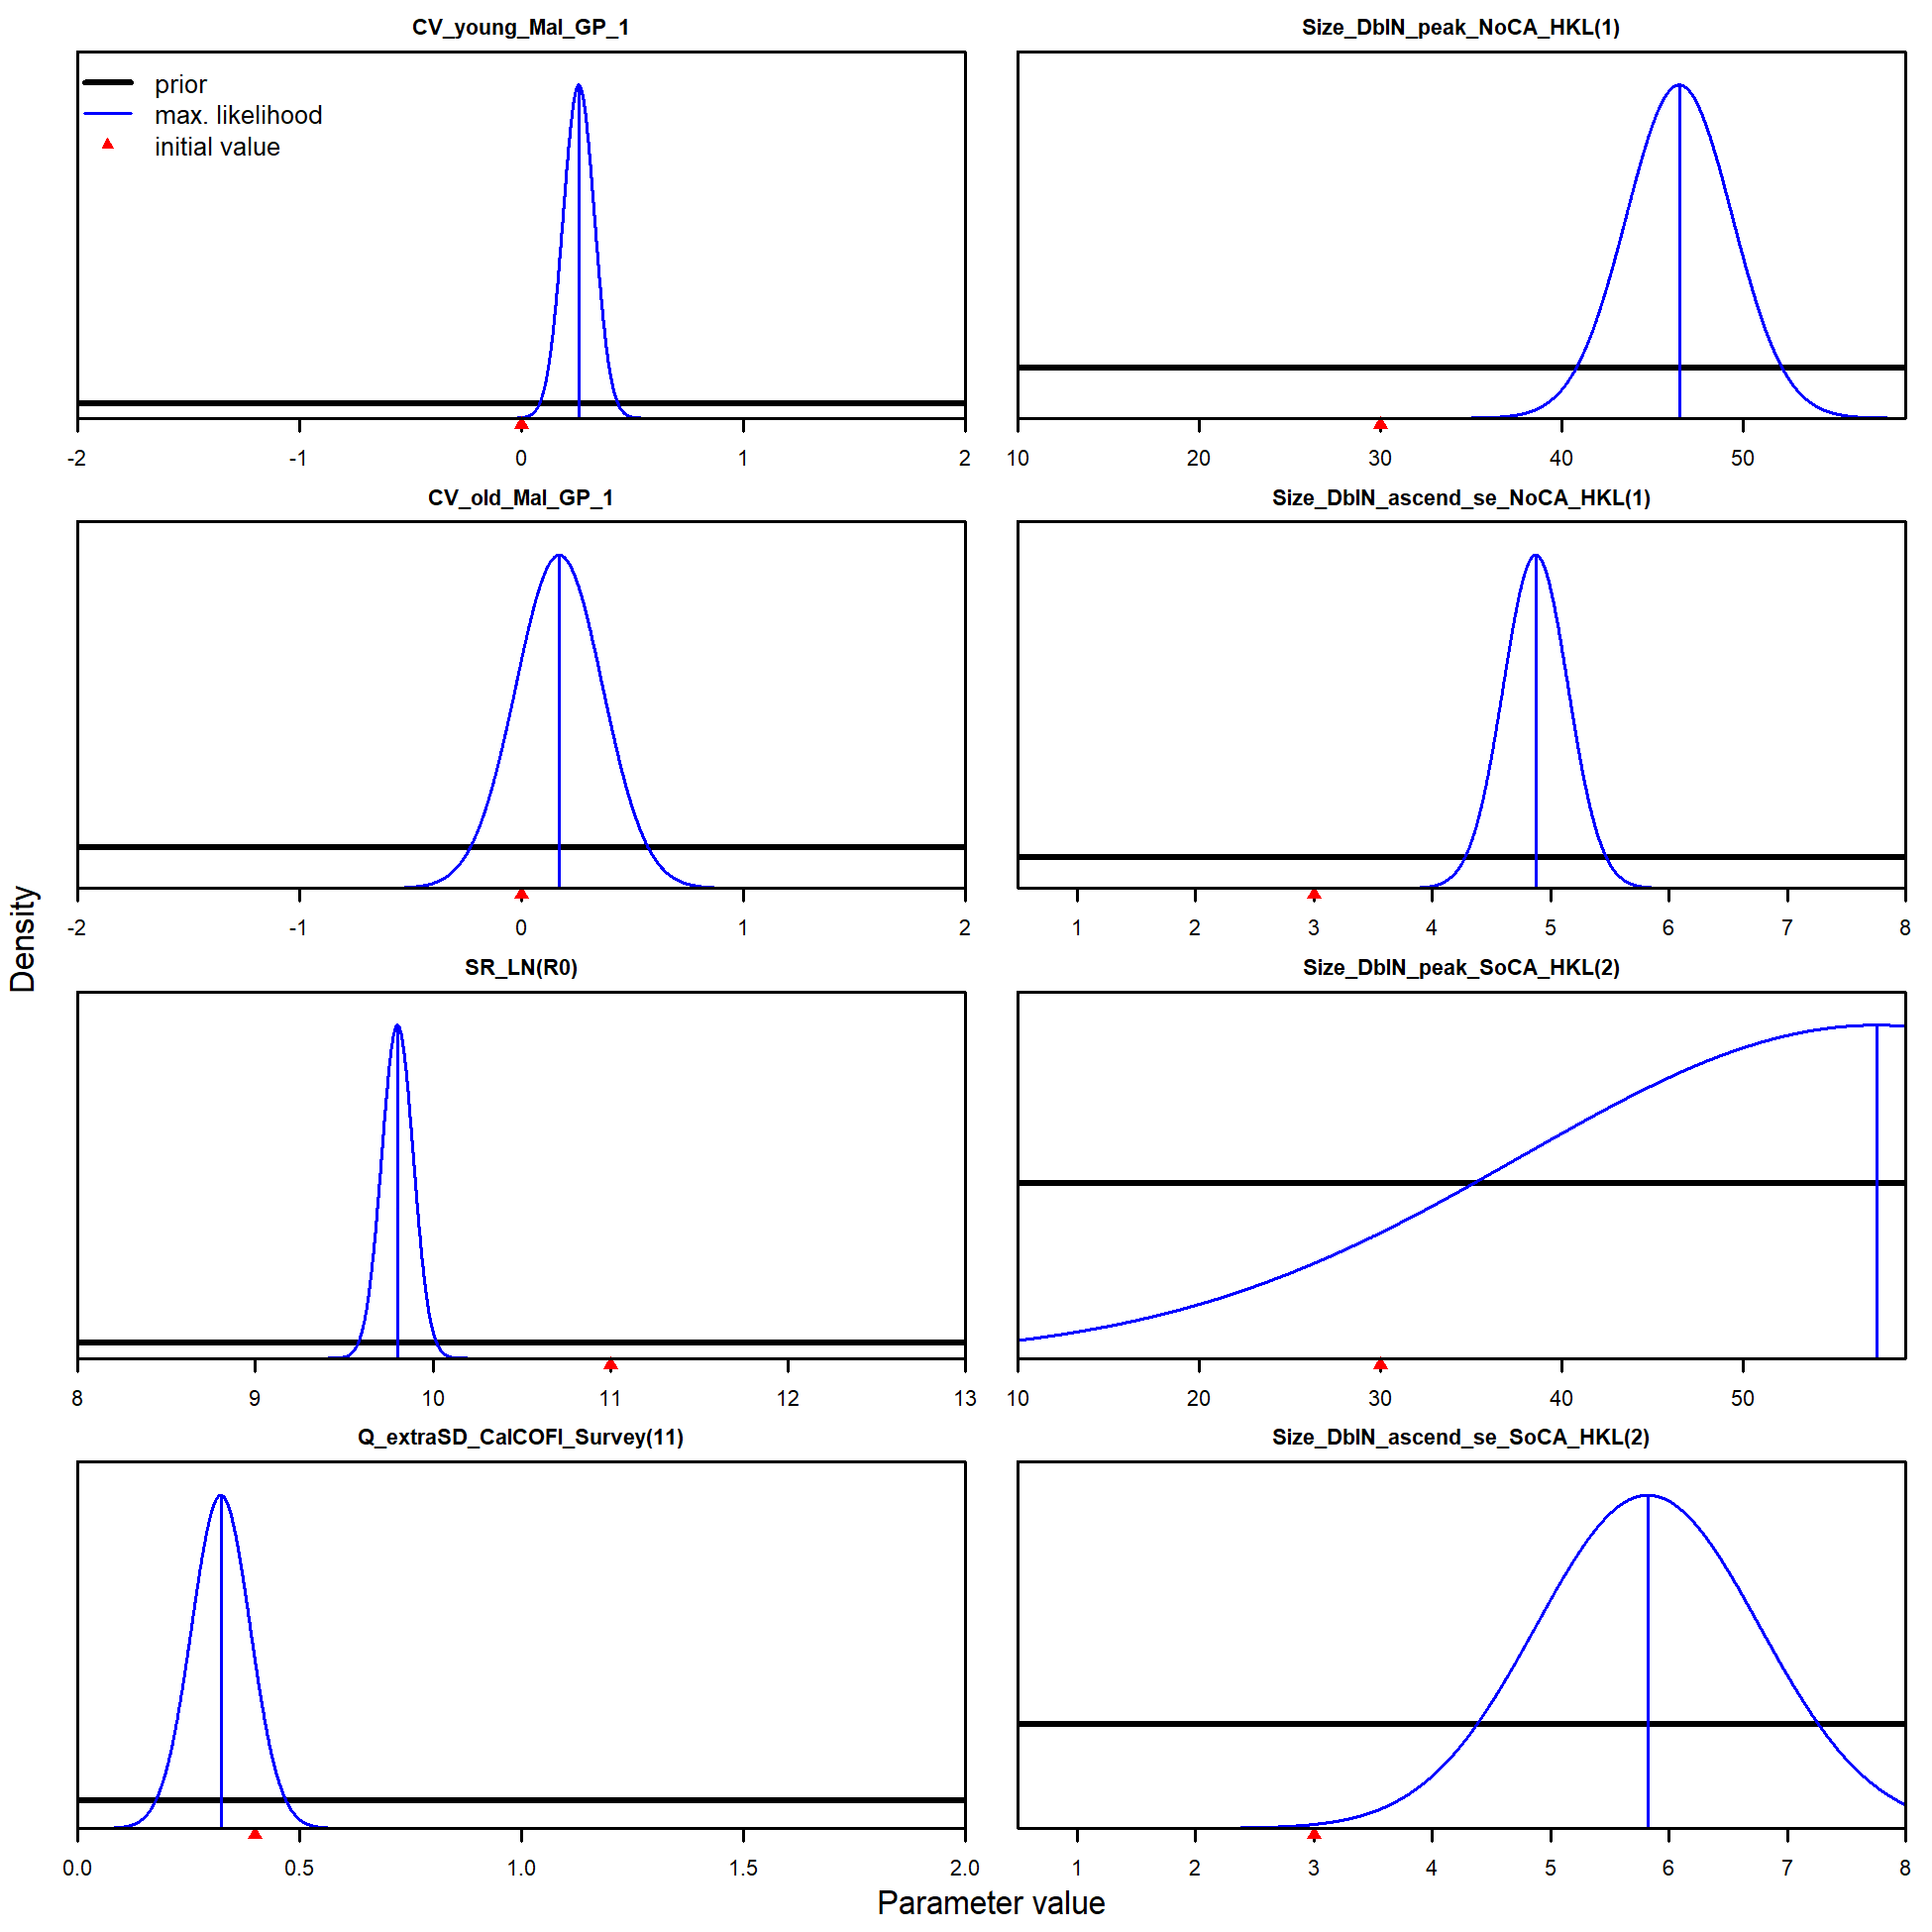 CV_young_Mal_GP_1
prior
max. likelihood
initial value
-2 -1 0 1 2
Size_DblN_peak_NoCA_HKL(1)
10 20 30 40 50
CV_old_Mal_GP_1
-2 -1 0 1 2
Size_DblN_ascend_se_NoCA_HKL(1)
1 2 3 4 5 6 7 8
SR_LN(R0)
8 9 10 11 12 13
Size_DblN_peak_SoCA_HKL(2)
10 20 30 40 50
Q_extraSD_CalCOFI_Survey(11)
0.0 0.5 1.0 1.5 2.0
Size_DblN_ascend_se_SoCA_HKL(2)
1 2 3 4 5 6 7 8
Density
Parameter value